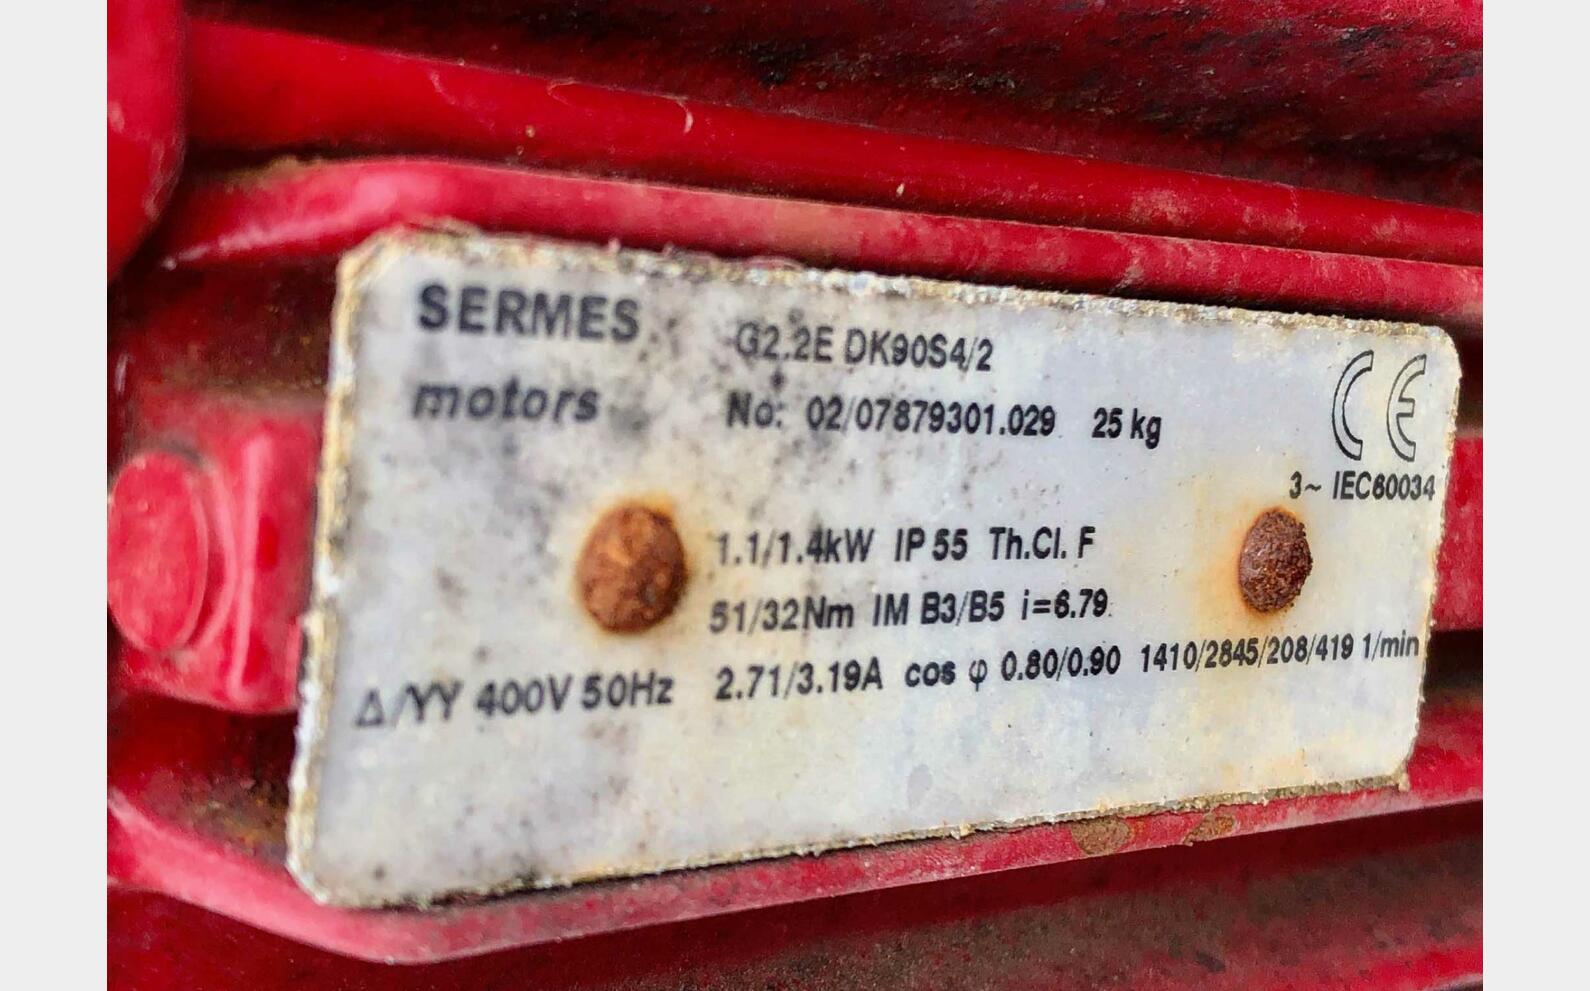 SERMES
motors
G2.2E DK90S4/2
No: 02/07879301.029 25 kg
CE
3~ IEC60034
1.1/1.4kW IP 55 Th.Cl. F
51/32Nm IM B3/B5 i=6.79
Δ/YY 400V 50Hz 2.71/3.19A cos φ 0.80/0.90 1410/2845/208/419 1/min